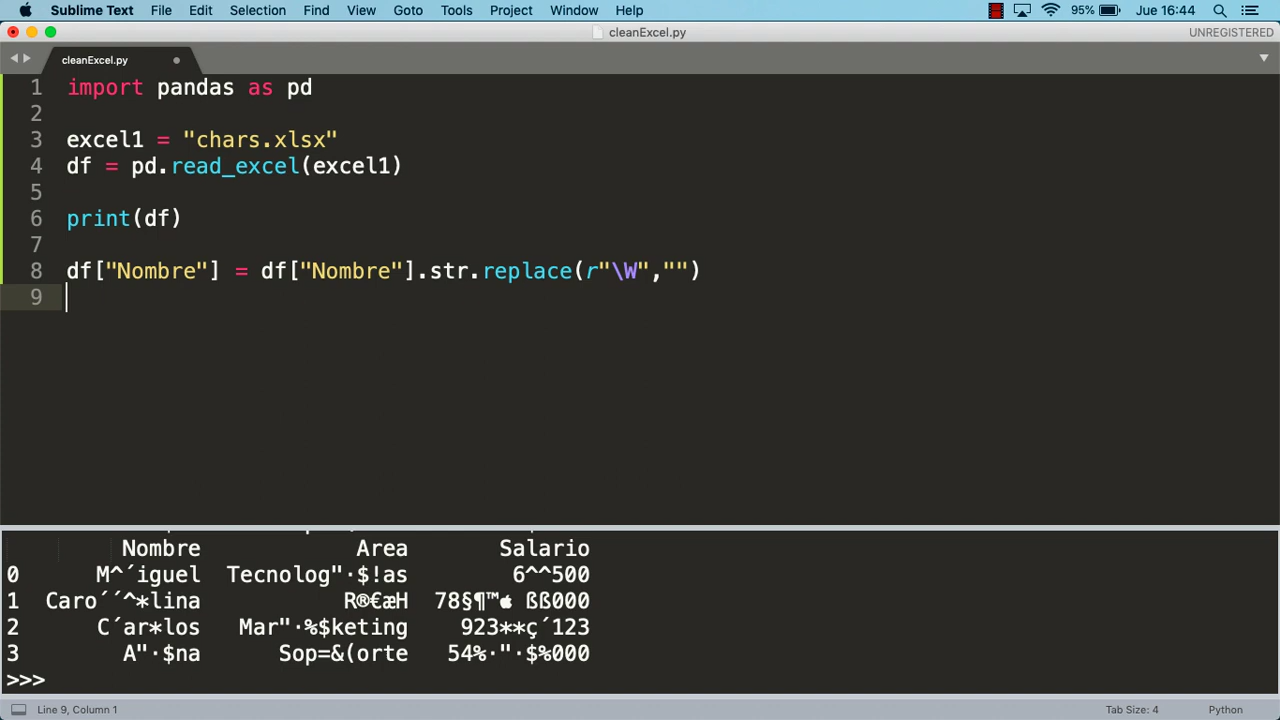 Sublime Text File Edit Selection Find View Goto Tools Project Window Help 95% Jue 16:44
cleanExcel.py UNREGISTERED
cleanExcel.py
1 import pandas as pd
2
3 excel1 = "chars.xlsx"
4 df = pd.read_excel(excel1)
5
6 print(df)
7
8 df["Nombre"] = df["Nombre"].str.replace(r"\W","")
9
Nombre Area Salario
0 M^´iguel Tecnolog"·$!as 6^^500
1 Caro´´^*lina R®€æH 78§¶™ ßß000
2 C´ar*los Mar"·%$keting 923**ç´123
3 A"·$na Sop=&(orte 54%·"·$%000
>>>
Line 9, Column 1 Tab Size: 4 Python